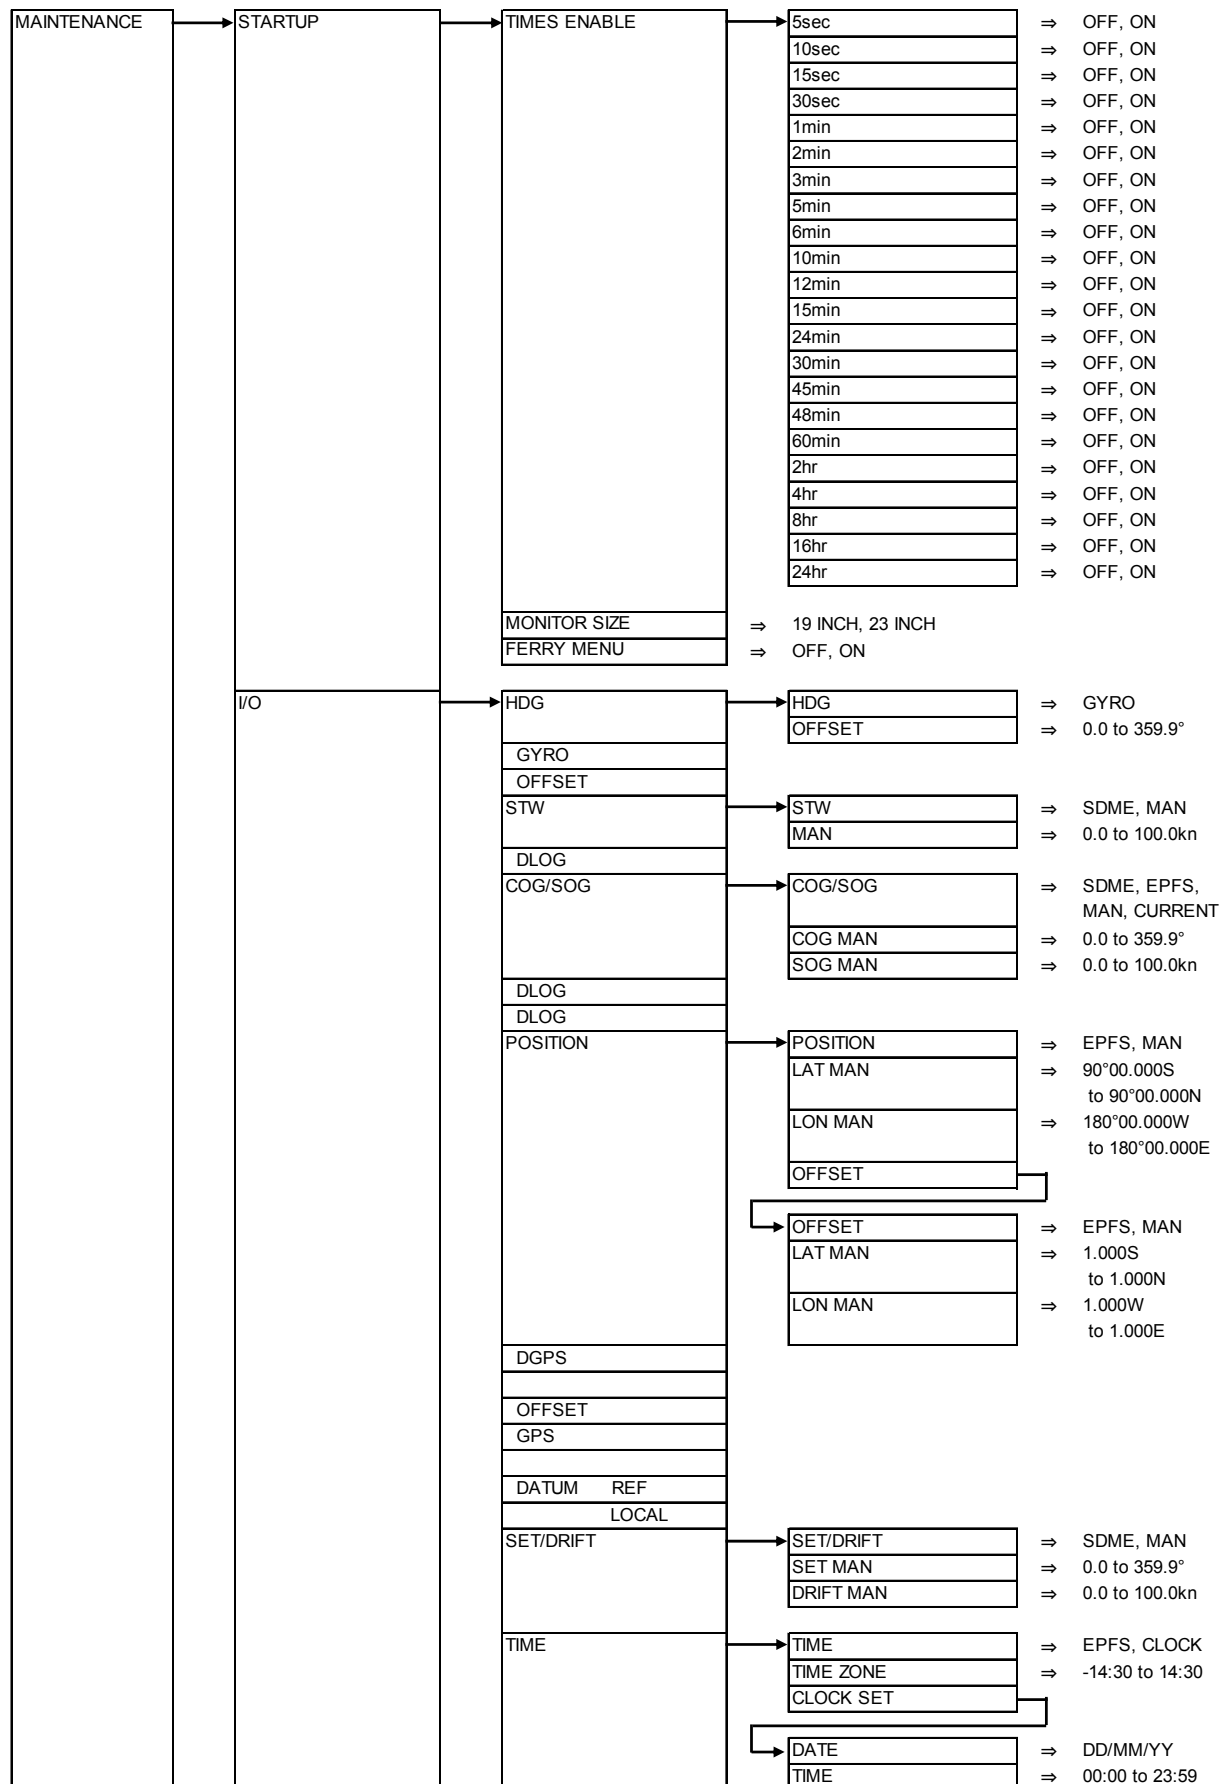 MAINTENANCE STARTUP TIMES ENABLE 5sec ⇒ OFF, ON
10sec ⇒ OFF, ON
15sec ⇒ OFF, ON
30sec ⇒ OFF, ON
1min ⇒ OFF, ON
2min ⇒ OFF, ON
3min ⇒ OFF, ON
5min ⇒ OFF, ON
6min ⇒ OFF, ON
10min ⇒ OFF, ON
12min ⇒ OFF, ON
15min ⇒ OFF, ON
24min ⇒ OFF, ON
30min ⇒ OFF, ON
45min ⇒ OFF, ON
48min ⇒ OFF, ON
60min ⇒ OFF, ON
2hr ⇒ OFF, ON
4hr ⇒ OFF, ON
8hr ⇒ OFF, ON
16hr ⇒ OFF, ON
24hr ⇒ OFF, ON
MONITOR SIZE ⇒ 19 INCH, 23 INCH
FERRY MENU ⇒ OFF, ON
I/O HDG HDG ⇒ GYRO
OFFSET ⇒ 0.0 to 359.9°
GYRO
OFFSET
STW STW ⇒ SDME, MAN
MAN ⇒ 0.0 to 100.0kn
DLOG
COG/SOG COG/SOG ⇒ SDME, EPFS,
MAN, CURRENT
COG MAN ⇒ 0.0 to 359.9°
SOG MAN ⇒ 0.0 to 100.0kn
DLOG
DLOG
POSITION POSITION ⇒ EPFS, MAN
LAT MAN ⇒ 90°00.000S
to 90°00.000N
LON MAN ⇒ 180°00.000W
to 180°00.000E
OFFSET
OFFSET ⇒ EPFS, MAN
LAT MAN ⇒ 1.000S
to 1.000N
LON MAN ⇒ 1.000W
to 1.000E
DGPS
OFFSET
GPS
DATUM REF
LOCAL
SET/DRIFT SET/DRIFT ⇒ SDME, MAN
SET MAN ⇒ 0.0 to 359.9°
DRIFT MAN ⇒ 0.0 to 100.0kn
TIME TIME ⇒ EPFS, CLOCK
TIME ZONE ⇒ -14:30 to 14:30
CLOCK SET
DATE ⇒ DD/MM/YY
TIME ⇒ 00:00 to 23:59